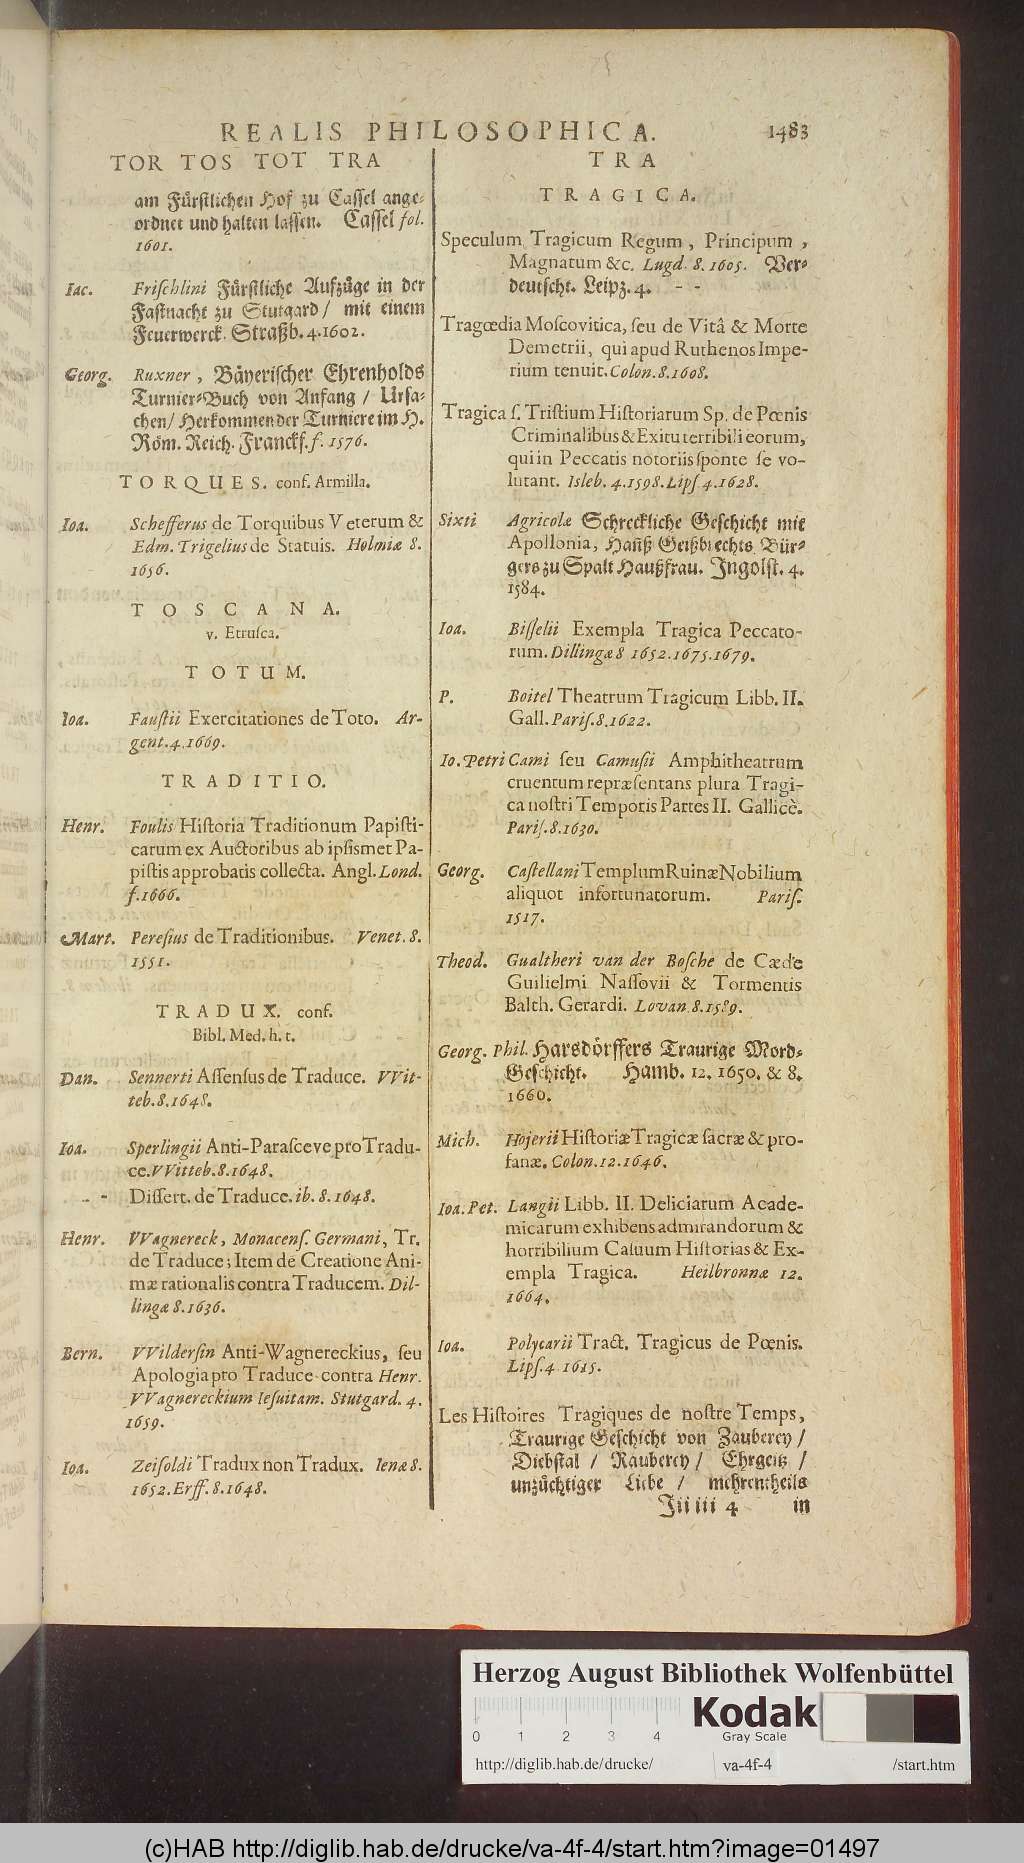 REALIS PHILOSOPHICA. 1483
TOR TOS TOT TRA
am Fürſtlichen Hof zu Caſſel ange⸗
ordnet und halten laſſen. Caſſel fol.
1601.
Iac. Friſchlini Fürſtliche Aufzüge in der
Faſtnacht zu Stutgard / mit einem
Feuerwerck. Straßb. 4. 1602.
Georg. Ruxner, Bäyeriſcher Ehrenholds
Turnier⸗Buch von Anfang / Urſa⸗
chen / Herkommen der Turniere im H.
Röm. Reich. Franckf. f. 1576.
TORQUES. conf. Armilla.
Ioa. Schefferus de Torquibus Veterum &
Edm. Trigelius de Statuis. Holmiæ 8.
1656.
TOSCANA.
v. Etruſca.
TOTUM.
Ioa. Fauſtii Exercitationes de Toto. Ar-
gent. 4. 1669.
TRADITIO.
Henr. Foulis Hiſtoria Traditionum Papiſti-
carum ex Auctoribus ab ipſismet Pa-
piſtis approbatis collecta. Angl. Lond.
f. 1666.
Mart. Pereſius de Traditionibus. Venet. 8.
1551.
TRADUX. conf.
Bibl. Med. h. t.
Dan. Sennerti Aſſenſus de Traduce. VVit-
teb. 8. 1648.
Ioa. Sperlingii Anti-Paraſceve pro Tradu-
ce. VVitteb. 8. 1648.
- - Diſſert. de Traduce. ib. 8. 1648.
Henr. VVagnereck, Monacenſ. Germani, Tr.
de Traduce; Item de Creatione Ani-
mæ rationalis contra Traducem. Dil-
lingæ 8. 1636.
Bern. VVilderſin Anti-Wagnereckius, ſeu
Apologia pro Traduce contra Henr.
VVagnereckium Ieſuitam. Stutgard. 4.
1659.
Ioa. Zeiſoldi Tradux non Tradux. Ienæ 8.
1652. Erff. 8. 1648.
TRA
TRAGICA.
Speculum Tragicum Regum, Principum,
Magnatum &c. Lugd. 8. 1605. Ver⸗
deutſcht. Leipz. 4. - -
Tragœdia Moſcovitica, ſeu de Vitâ & Morte
Demetrii, qui apud Ruthenos Impe-
rium tenuit. Colon. 8. 1608.
Tragica ſ. Triſtium Hiſtoriarum Sp. de Pœnis
Criminalibus & Exitu terribili eorum,
qui in Peccatis notoriis ſponte ſe vo-
lutant. Isleb. 4. 1598. Lipſ 4. 1628.
Sixti Agricolæ Schreckliche Geſchicht mit
Apollonia, Hanß Geißbrechts Bür⸗
gers zu Spalt Haußfrau. Ingolſt. 4.
1584.
Ioa. Biſſelii Exempla Tragica Peccato-
rum. Dillingæ 8 1652. 1675. 1679.
P. Boitel Theatrum Tragicum Libb. II.
Gall. Pariſ. 8. 1622.
Io. Petri Cami ſeu Camuſii Amphitheatrum
cruentum repræſentans plura Tragi-
ca noſtri Temporis Partes II. Gallicè.
Pariſ. 8. 1630.
Georg. Caſtellani Templum Ruinæ Nobilium
aliquot infortunatorum. Pariſ.
1517.
Theod. Gualtheri van der Boſche de Cæde
Guilielmi Naſſovii & Tormentis
Balth. Gerardi. Lovan. 8. 1589.
Georg. Phil. Harsdörffers Traurige Mord⸗
Geſchicht. Hamb. 12. 1650. & 8.
1660.
Mich. Hojerii Hiſtoriæ Tragicæ ſacræ & pro-
fanæ. Colon. 12. 1646.
Ioa. Pet. Langii Libb. II. Deliciarum Acade-
micarum exhibens admirandorum &
horribilium Caſuum Hiſtorias & Ex-
empla Tragica. Heilbronnæ 12.
1664.
Ioa. Polycarii Tract. Tragicus de Pœnis.
Lipſ. 4 1615.
Les Hiſtoires Tragiques de noſtre Temps,
Traurige Geſchicht von Zauberey /
Diebſtal / Rauberey / Ehrgeitz /
unzüchtiger Liebe / mehrentheils
Jii iii 4 in
Herzog August Bibliothek Wolfenbüttel
0 1 2 3 4
Kodak
Gray Scale
http://diglib.hab.de/drucke/ va-4f-4 /start.htm
(c)HAB http://diglib.hab.de/drucke/va-4f-4/start.htm?image=01497